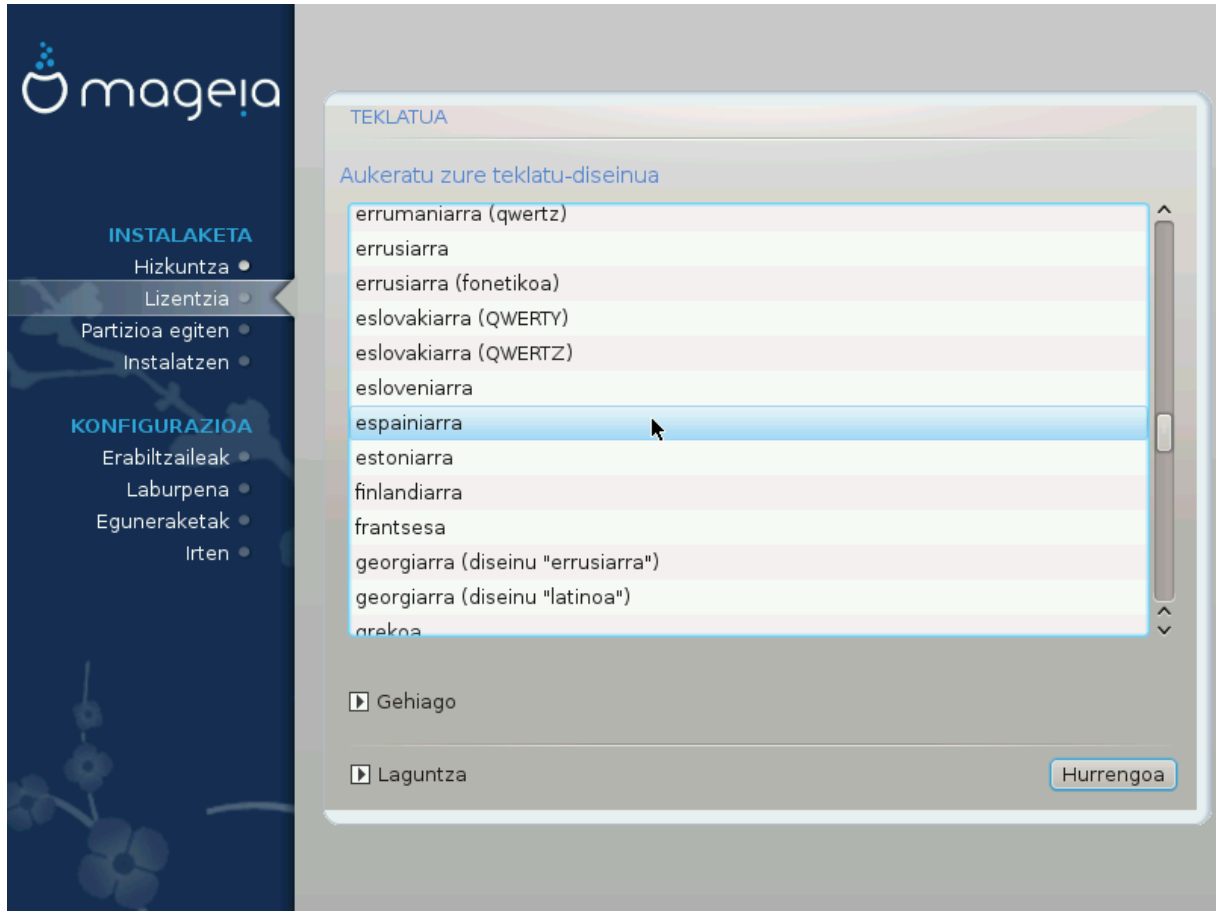 mageia
INSTALAKETA
Hizkuntza
Lizentzia
Partizioa egiten
Instalatzen
KONFIGURAZIOA
Erabiltzaileak
Laburpena
Eguneraketak
Irten
TEKLATUA
Aukeratu zure teklatu-diseinua
errumaniarra (qwertz)
errusiarra
errusiarra (fonetikoa)
eslovakiarra (QWERTY)
eslovakiarra (QWERTZ)
esloveniarra
espainiarra
estoniarra
finlandiarra
frantsesa
georgiarra (diseinu "errusiarra")
georgiarra (diseinu "latinoa")
grekoa
Gehiago
Laguntza
Hurrengoa